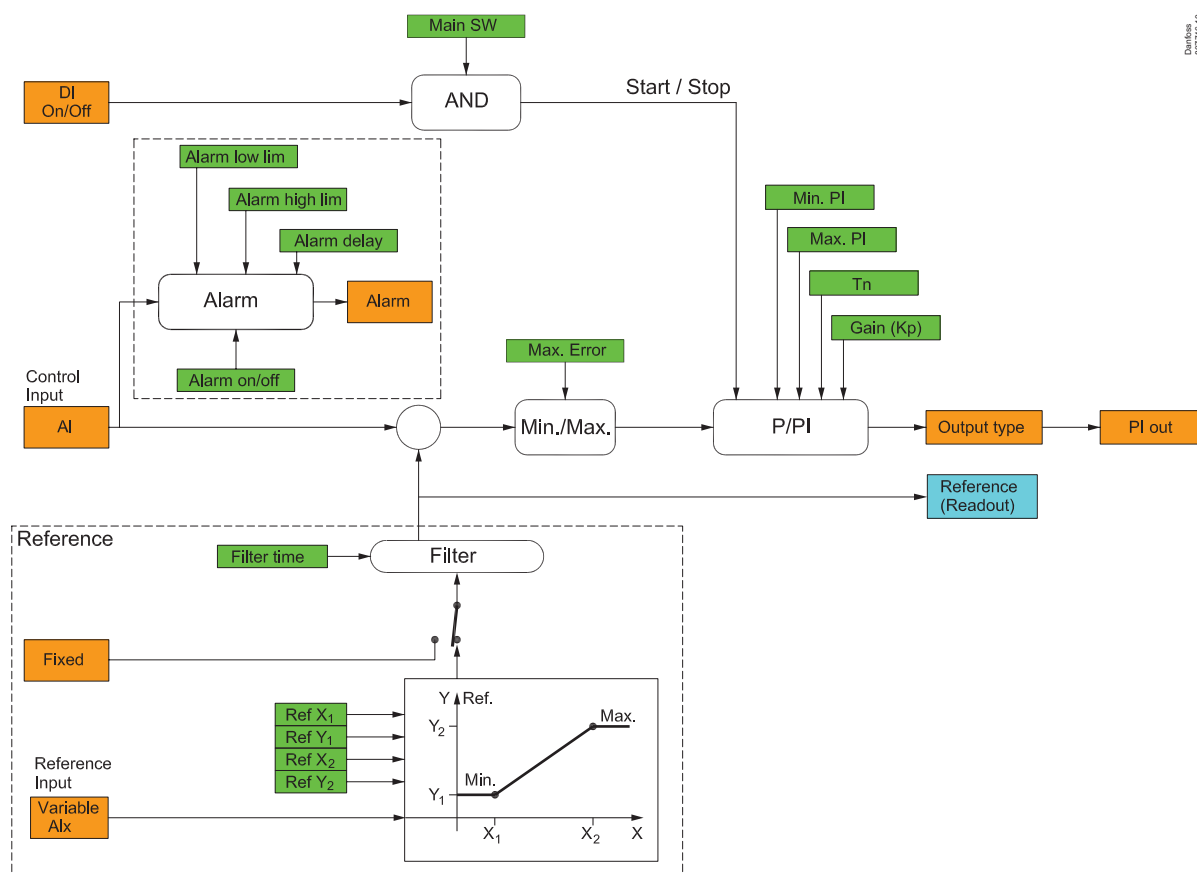 Main SW
Danfoss
DI
On/Off
AND
Start / Stop
Alarm low lim
Alarm high lim
Alarm delay
Alarm
Alarm
Alarm on/off
Min. PI
Max. PI
Tn
Gain (Kp)
Max. Error
Control
Input
AI
Min./Max.
P/PI
Output type
PI out
Reference
(Readout)
Reference
Filter time
Filter
Fixed
Y Ref.
Ref X₁
Ref Y₁
Ref X₂
Ref Y₂
Y₂
Max.
Min.
Y₁
X₁
X₂
X
Reference
Input
Variable
AIx